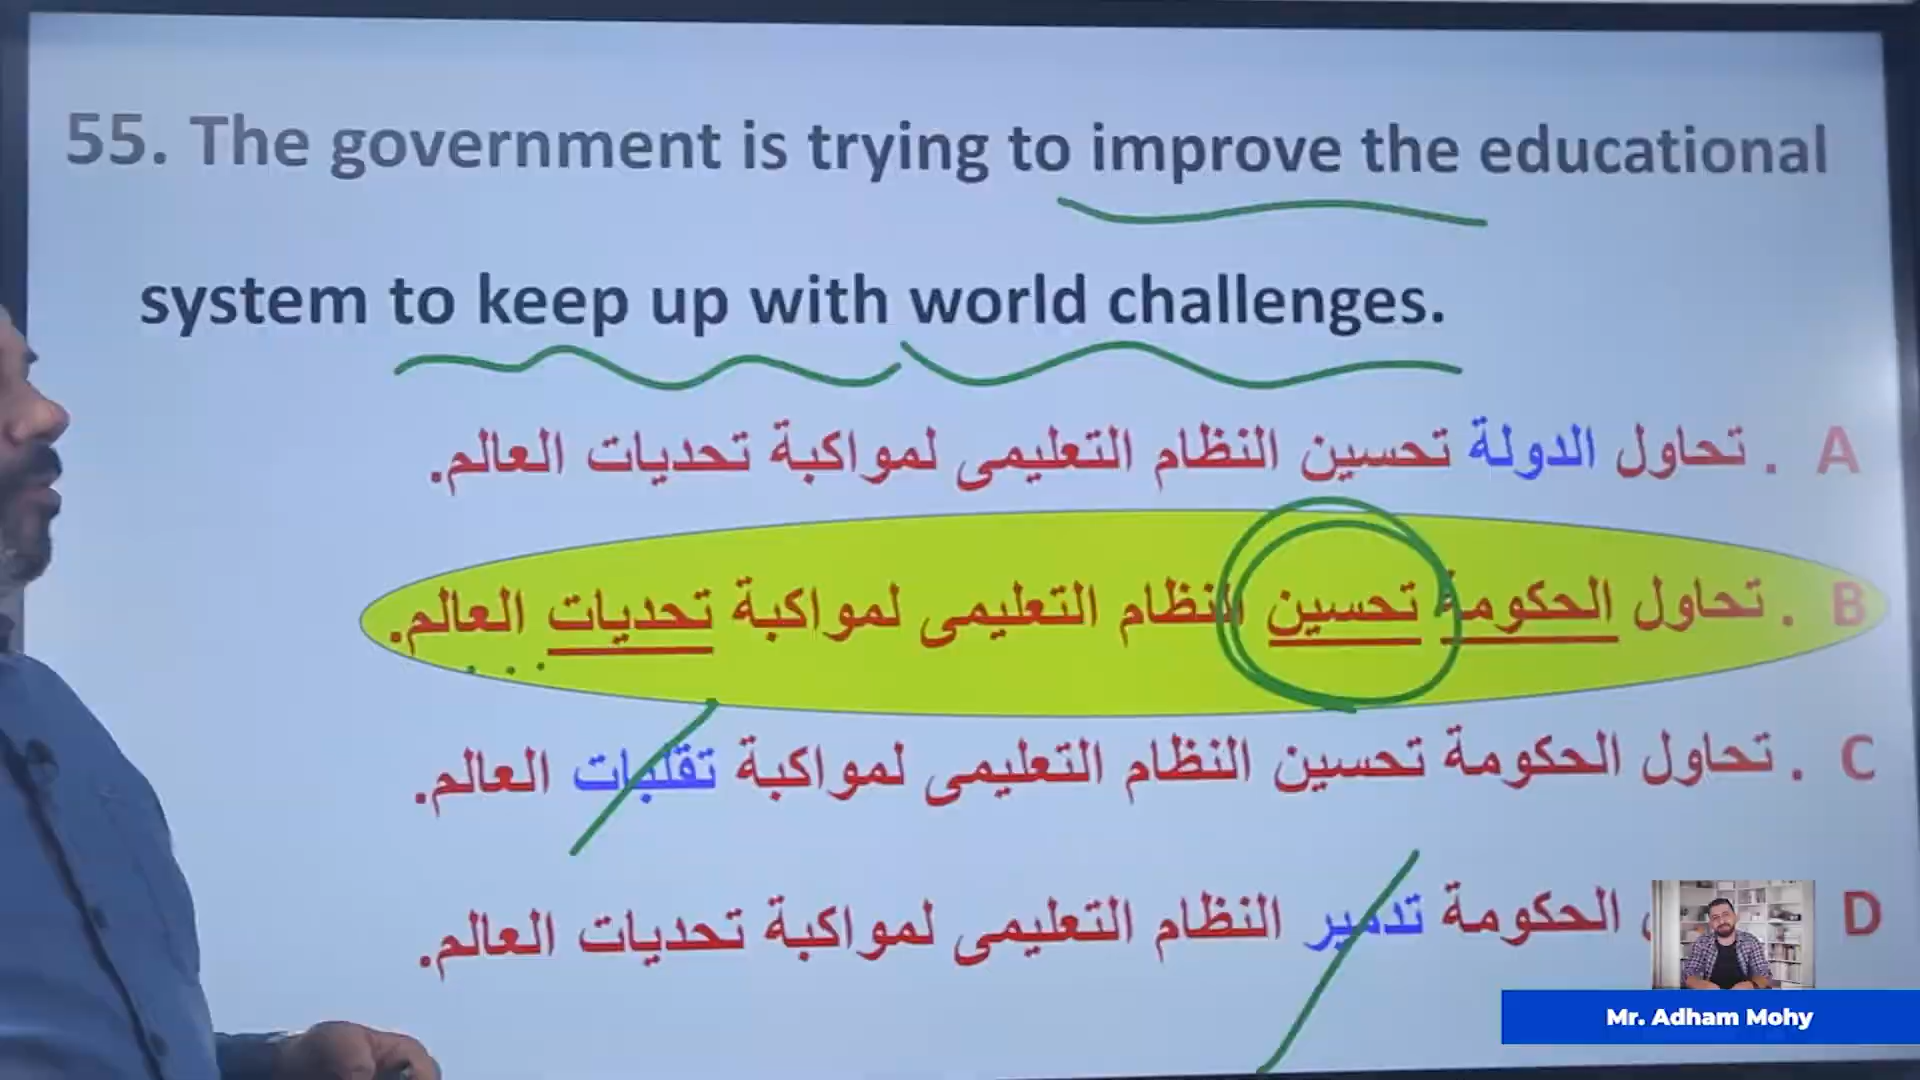 55. The government is trying to improve the educational
system to keep up with world challenges.
A . تحاول الدولة تحسين النظام التعليمى لمواكبة تحديات العالم.
B . تحاول الحكومة تحسين النظام التعليمى لمواكبة تحديات العالم.
C . تحاول الحكومة تحسين النظام التعليمى لمواكبة تقلبات العالم.
D الحكومة تدمير النظام التعليمى لمواكبة تحديات العالم.
Mr. Adham Mohy